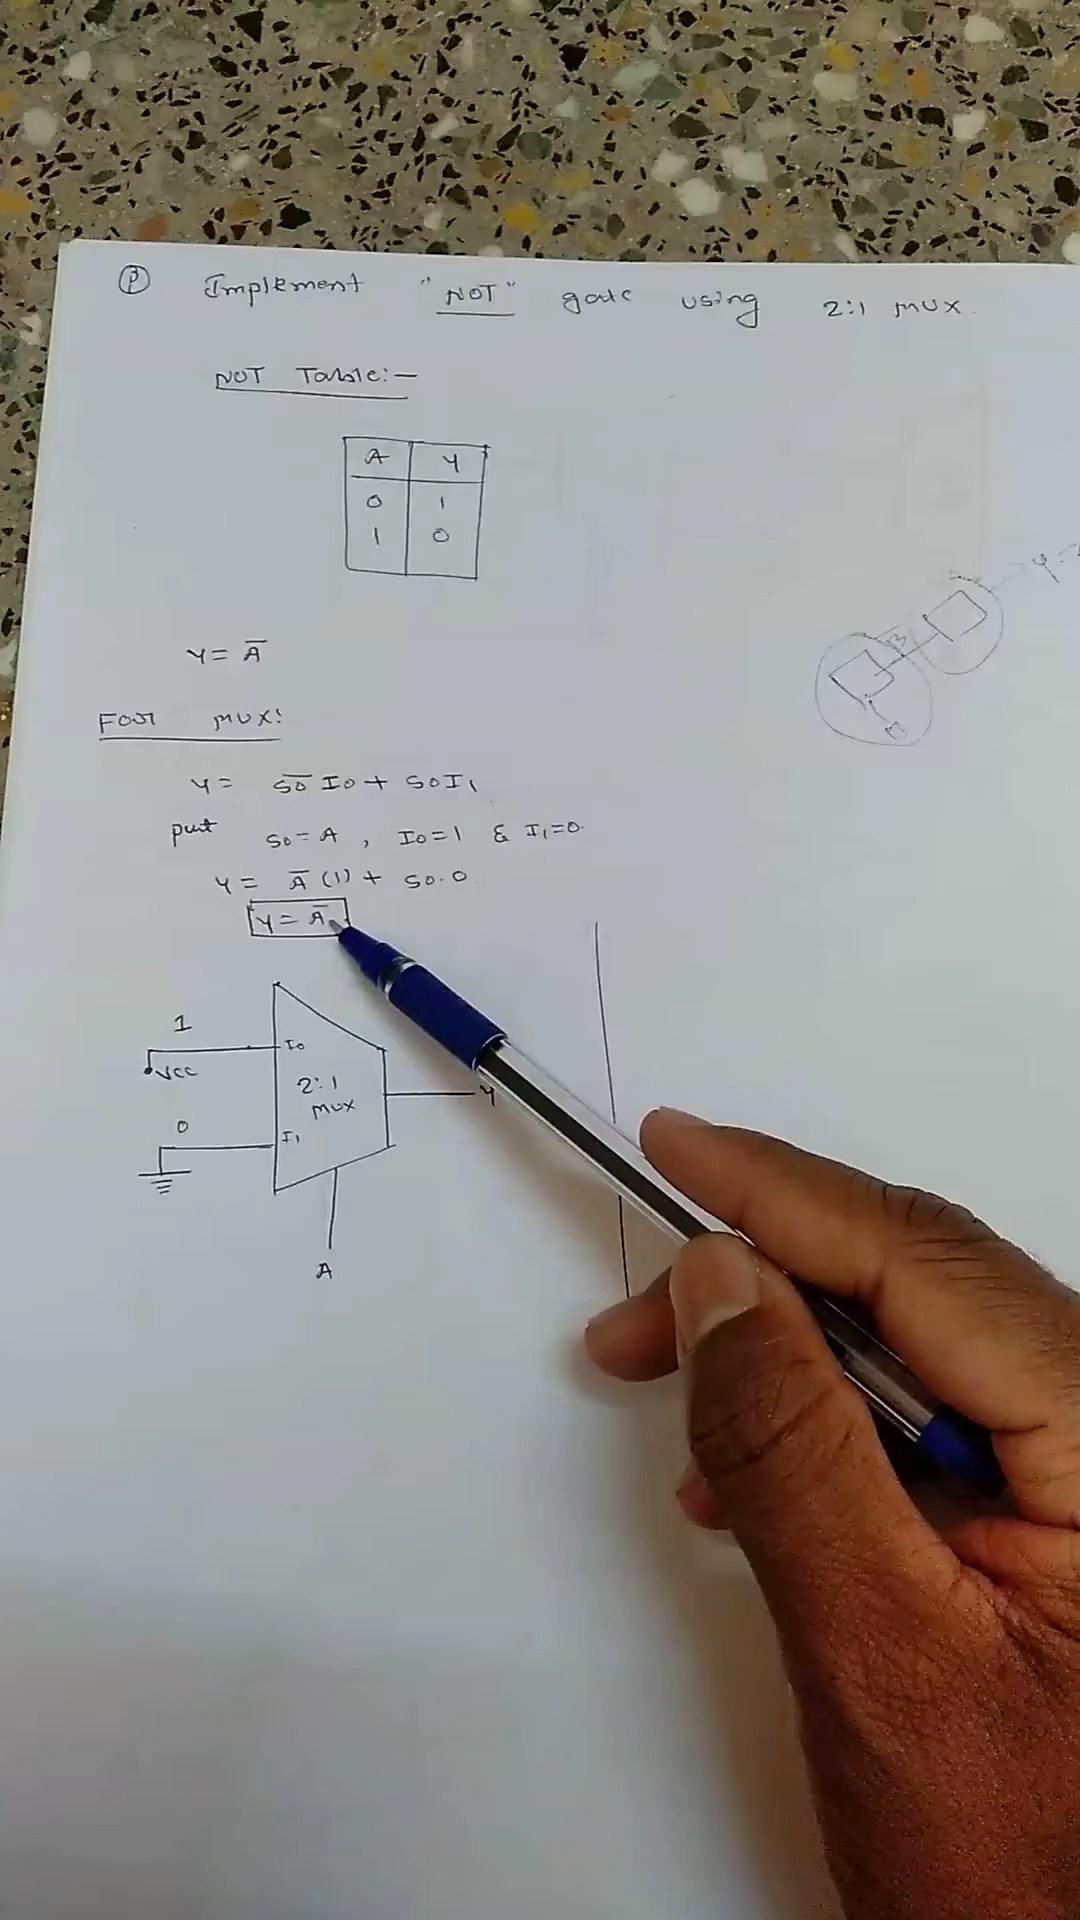 P Implement "NOT" gate using 2:1 MUX.
NOT Table:-
A Y
0 1
1 0
Y = A̅
For MUX:
Y = S̅0̅ I0 + S0 I1
put S0 = A , I0 = 1 & I1 = 0.
Y = A̅ (1) + S0.0
Y = A̅
1
I0
VCC
2:1
MUX
Y
0
I1
A